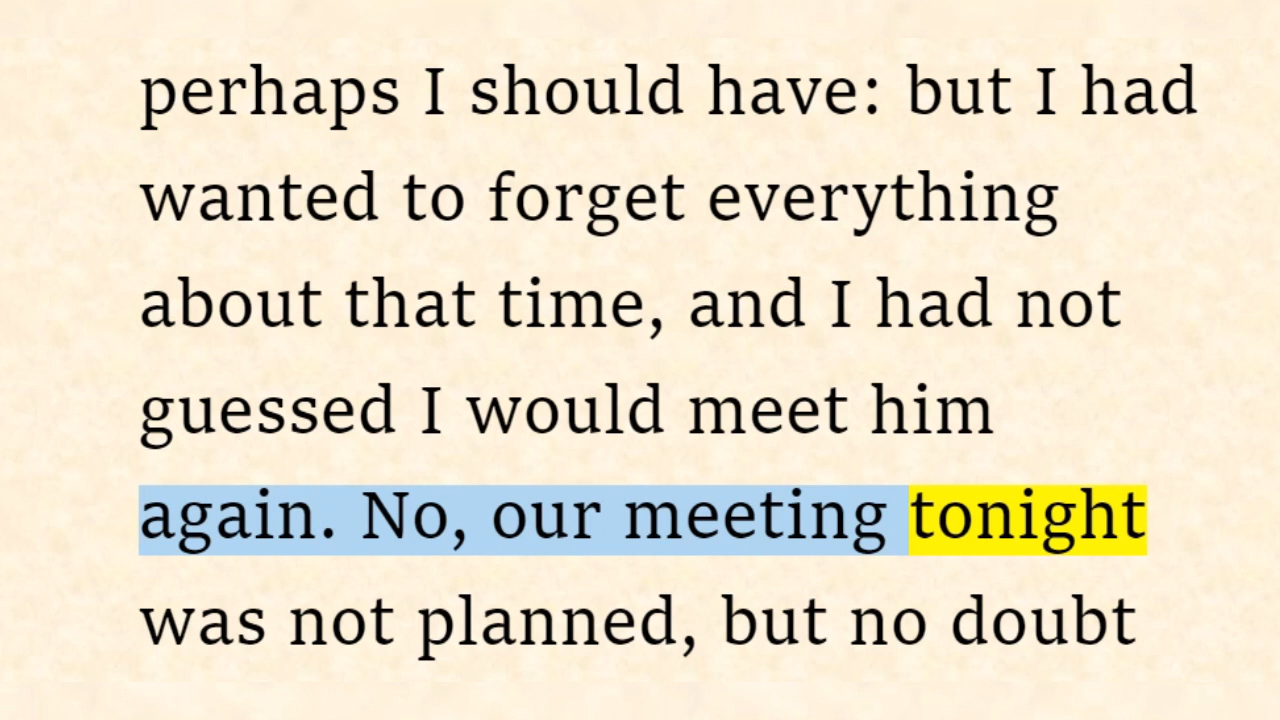 perhaps I should have: but I had
wanted to forget everything
about that time, and I had not
guessed I would meet him
again. No, our meeting tonight
was not planned, but no doubt